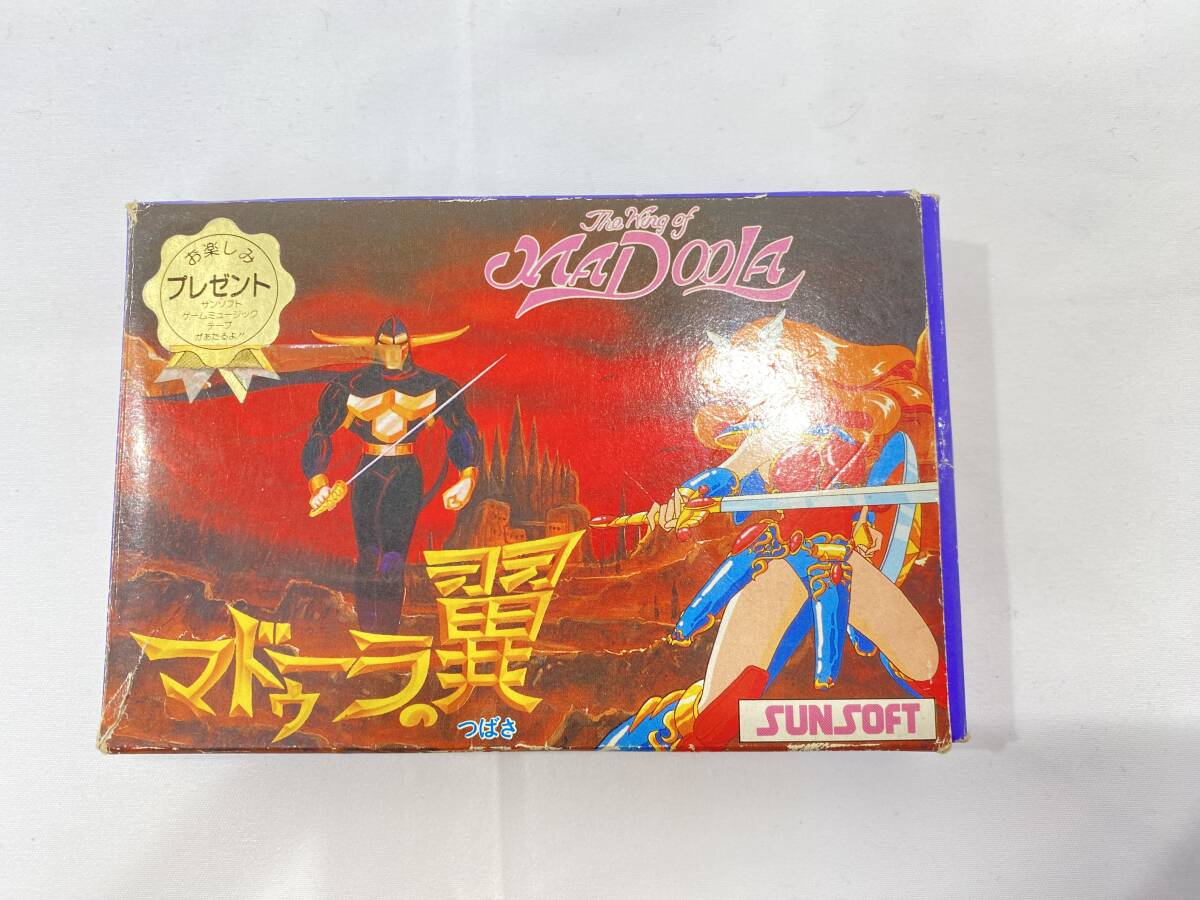 お楽しみ
プレゼント
サンソフト
ゲームミュージック
テープ
があたるよ!!
The Wing of
MADOOLA
マドゥーラの翼
つばさ
SUNSOFT